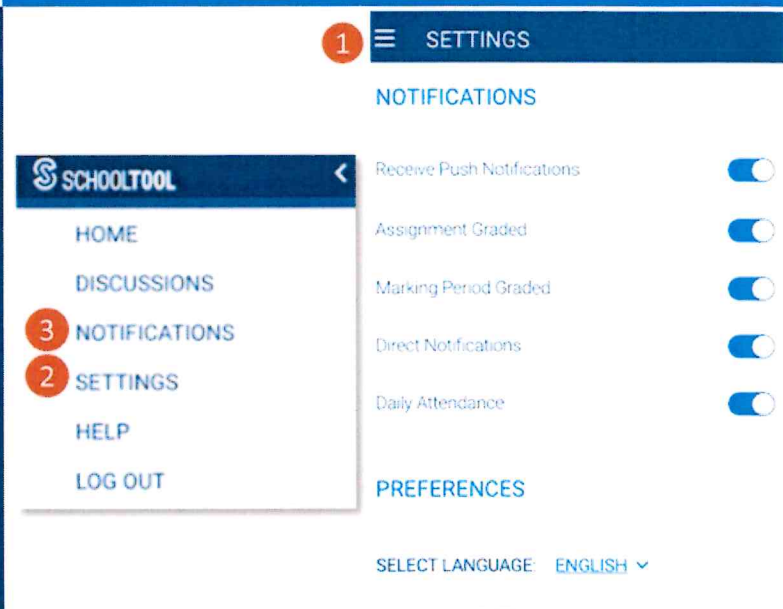 1
SETTINGS
NOTIFICATIONS
Receive Push Notifications
Assignment Graded
Marking Period Graded
Direct Notifications
Daily Attendance
PREFERENCES
SELECT LANGUAGE: ENGLISH
SCHOOLTOOL
HOME
DISCUSSIONS
3 NOTIFICATIONS
2 SETTINGS
HELP
LOG OUT